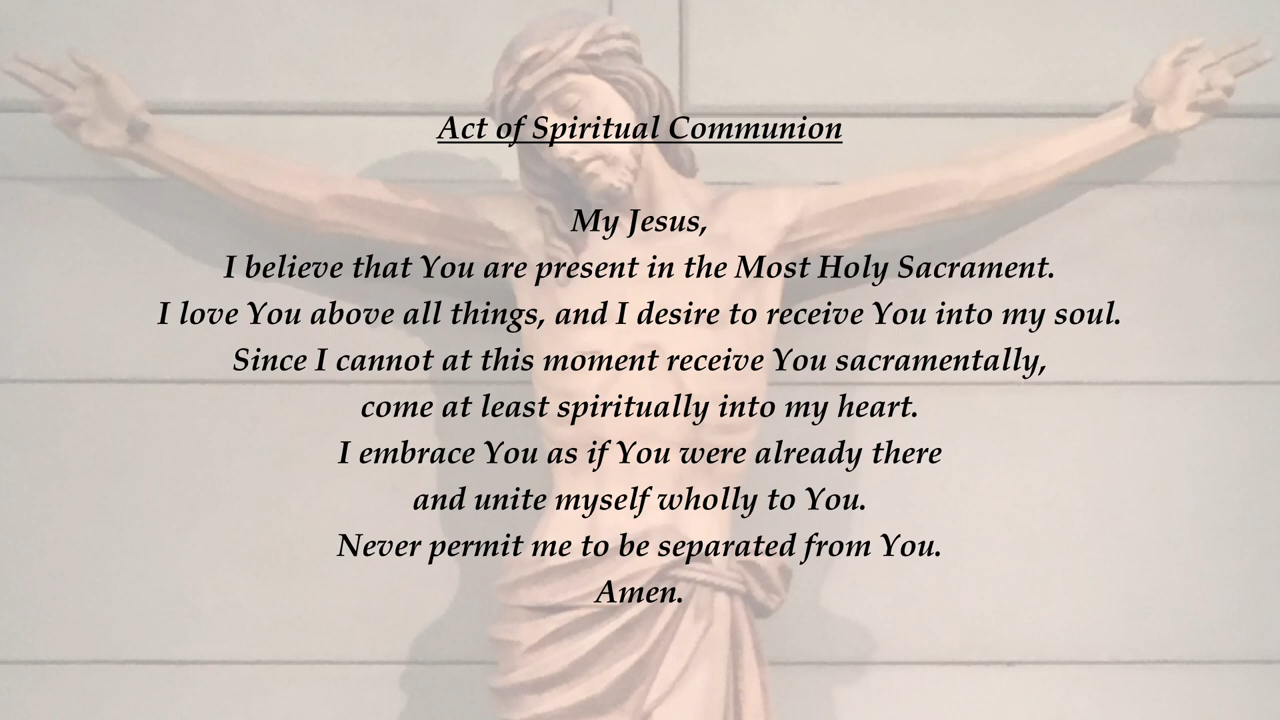 Act of Spiritual Communion
My Jesus,
I believe that You are present in the Most Holy Sacrament.
I love You above all things, and I desire to receive You into my soul.
Since I cannot at this moment receive You sacramentally,
come at least spiritually into my heart.
I embrace You as if You were already there
and unite myself wholly to You.
Never permit me to be separated from You.
Amen.